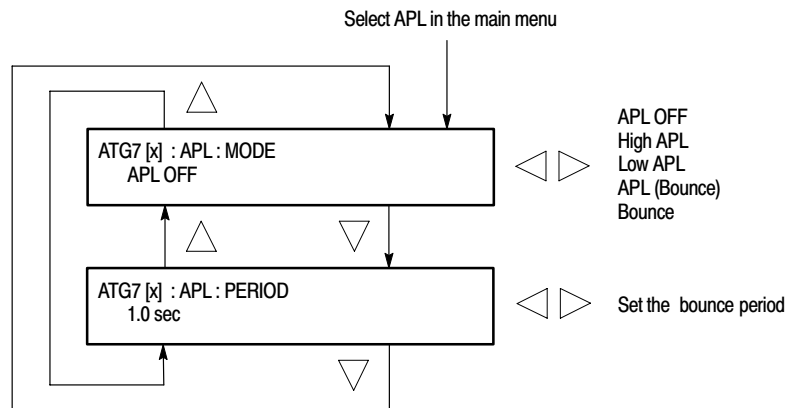 Select APL in the main menu
ATG7 [x] : APL : MODE
APL OFF
APL OFF
High APL
Low APL
APL (Bounce)
Bounce
ATG7 [x] : APL : PERIOD
1.0 sec
Set the bounce period